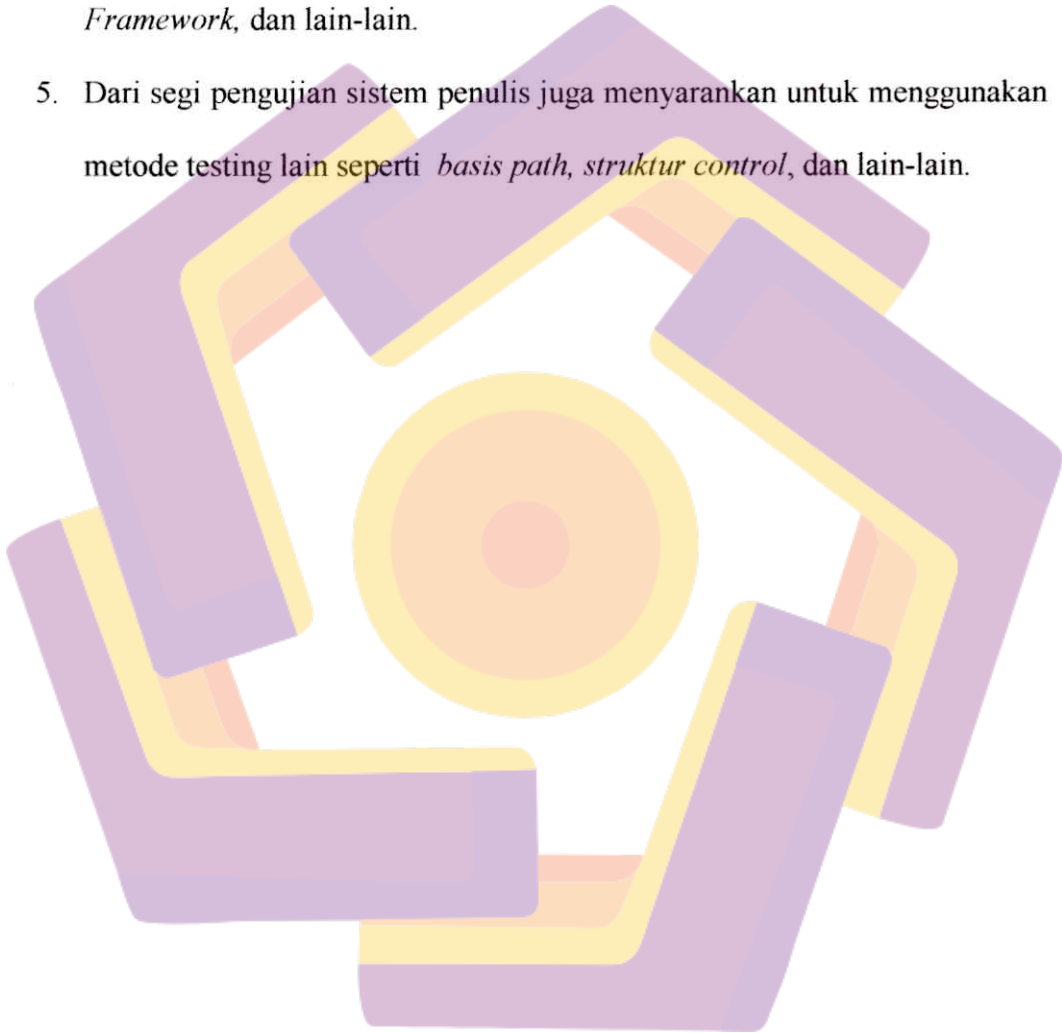 Framework, dan lain-lain.
5. Dari segi pengujian sistem penulis juga menyarankan untuk menggunakan
metode testing lain seperti basis path, struktur control, dan lain-lain.